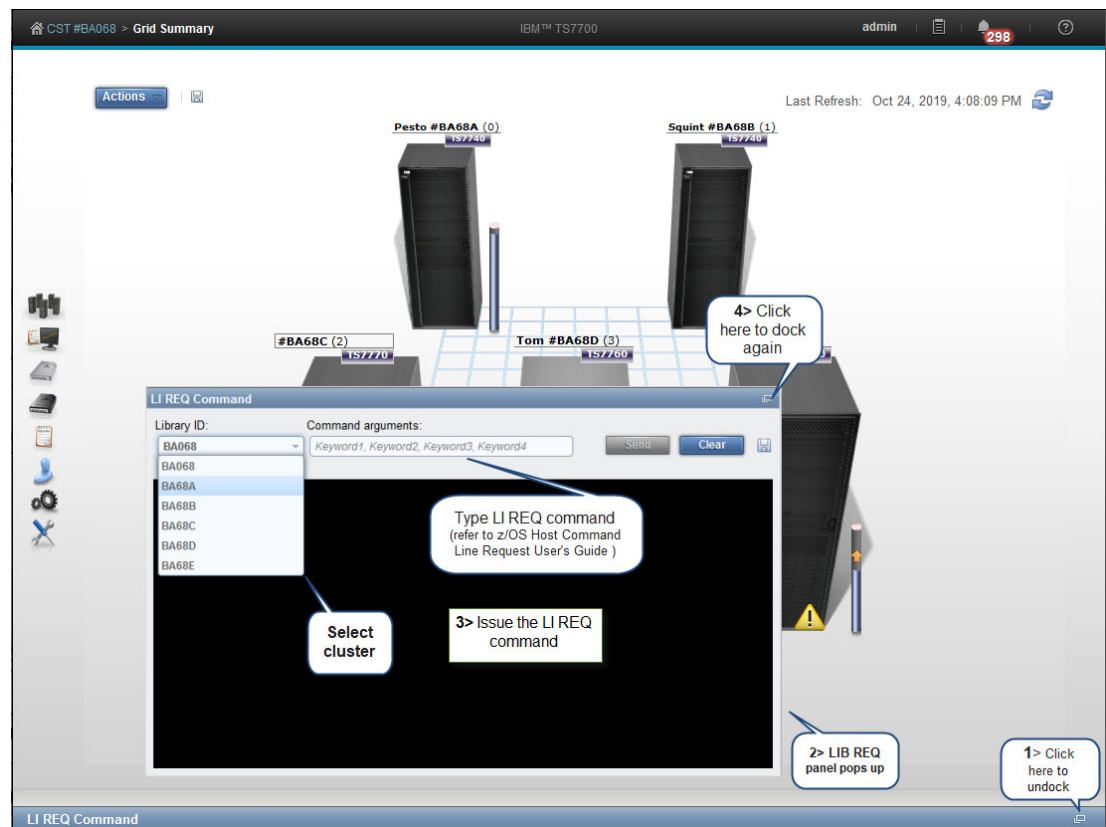 CST #BA068 > Grid Summary
IBM™ TS7700
admin
298
?
Actions
Last Refresh: Oct 24, 2019, 4:08:09 PM
Pesto #BA68A (0)
TS7740
Squint #BA68B (1)
TS7740
4> Click
here to dock
again
#BA68C (2)
TS7770
Tom #BA68D (3)
TS7760
LI REQ Command
Library ID:
Command arguments:
BA068
Keyword1, Keyword2, Keyword3, Keyword4
Send
Clear
BA068
BA68A
BA68B
BA68C
BA68D
BA68E
Type LI REQ command
(refer to z/OS Host Command
Line Request User's Guide )
Select
cluster
3> Issue the LI REQ
command
2> LIB REQ
panel pops up
1> Click
here to
undock
LI REQ Command